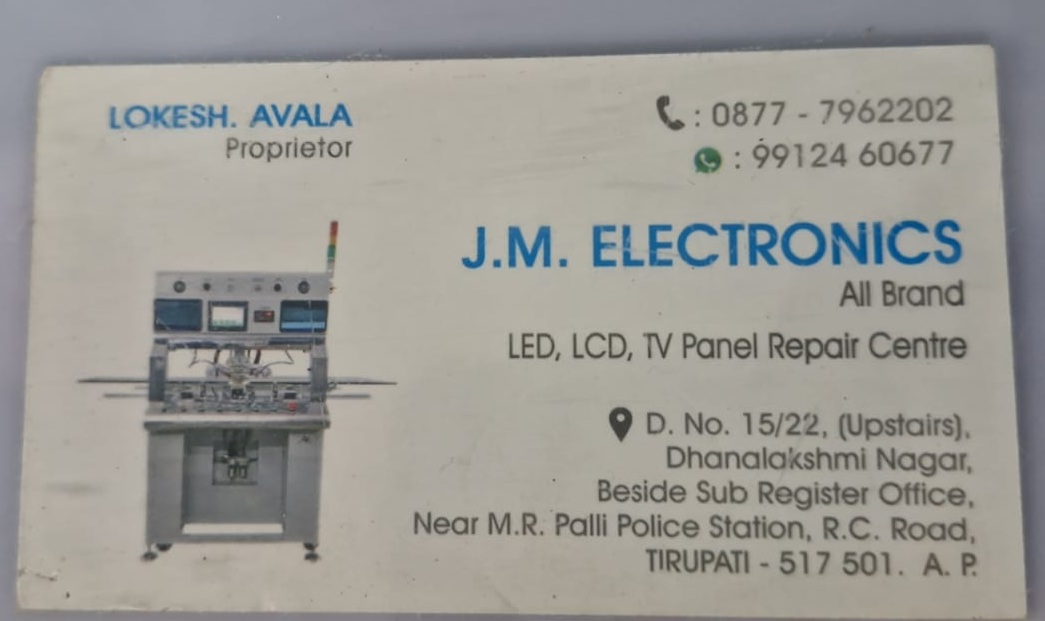 LOKESH. AVALA
Proprietor
: 0877 - 7962202
: 99124 60677
J.M. ELECTRONICS
All Brand
LED, LCD, TV Panel Repair Centre
D. No. 15/22, (Upstairs),
Dhanalakshmi Nagar,
Beside Sub Register Office,
Near M.R. Palli Police Station, R.C. Road,
TIRUPATI - 517 501. A. P.